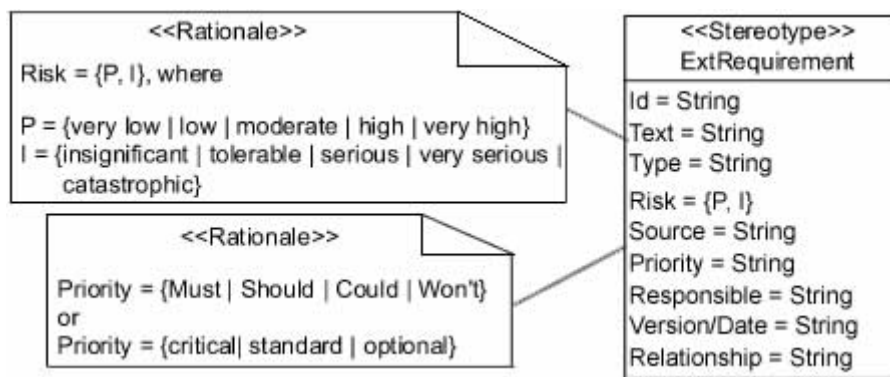 <<Rationale>>
Risk = {P, I}, where
P = {very low | low | moderate | high | very high}
I = {insignificant | tolerable | serious | very serious |
catastrophic}
<<Rationale>>
Priority = {Must | Should | Could | Won't}
or
Priority = {critical| standard | optional}
<<Stereotype>>
ExtRequirement
Id = String
Text = String
Type = String
Risk = {P, I}
Source = String
Priority = String
Responsible = String
Version/Date = String
Relationship = String